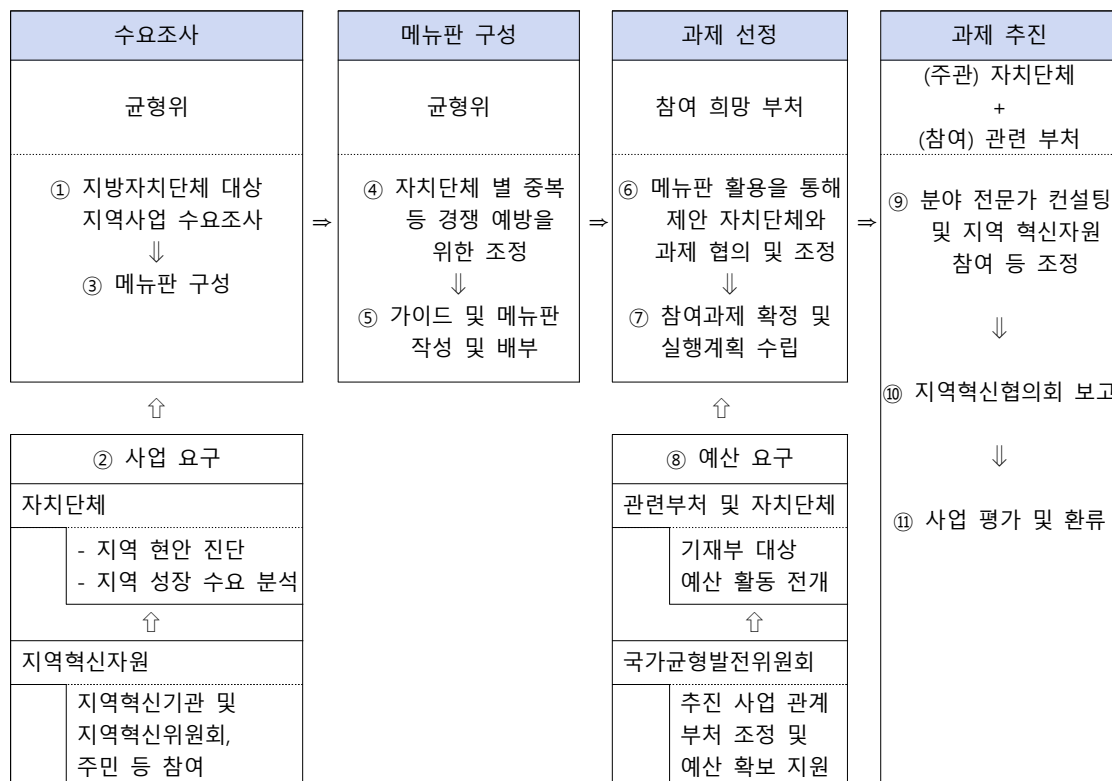 수요조사
균형위
① 지방자치단체 대상
지역사업 수요조사
⇓
③ 메뉴판 구성
⇧
② 사업 요구
자치단체
- 지역 현안 진단
- 지역 성장 수요 분석
⇧
지역혁신자원
지역혁신기관 및
지역혁신위원회,
주민 등 참여
⇒
메뉴판 구성
균형위
④ 자치단체 별 중복
등 경쟁 예방을
위한 조정
⇓
⑤ 가이드 및 메뉴판
작성 및 배부
⇒
과제 선정
참여 희망 부처
⑥ 메뉴판 활용을 통해
제안 자치단체와
과제 협의 및 조정
⇓
⑦ 참여과제 확정 및
실행계획 수립
⇧
⑧ 예산 요구
관련부처 및 자치단체
기재부 대상
예산 활동 전개
⇧
국가균형발전위원회
추진 사업 관계
부처 조정 및
예산 확보 지원
⇒
과제 추진
(주관) 자치단체
+
(참여) 관련 부처
⑨ 분야 전문가 컨설팅
및 지역 혁신자원
참여 등 조정
⇓
⑩ 지역혁신협의회 보고
⇓
⑪ 사업 평가 및 환류